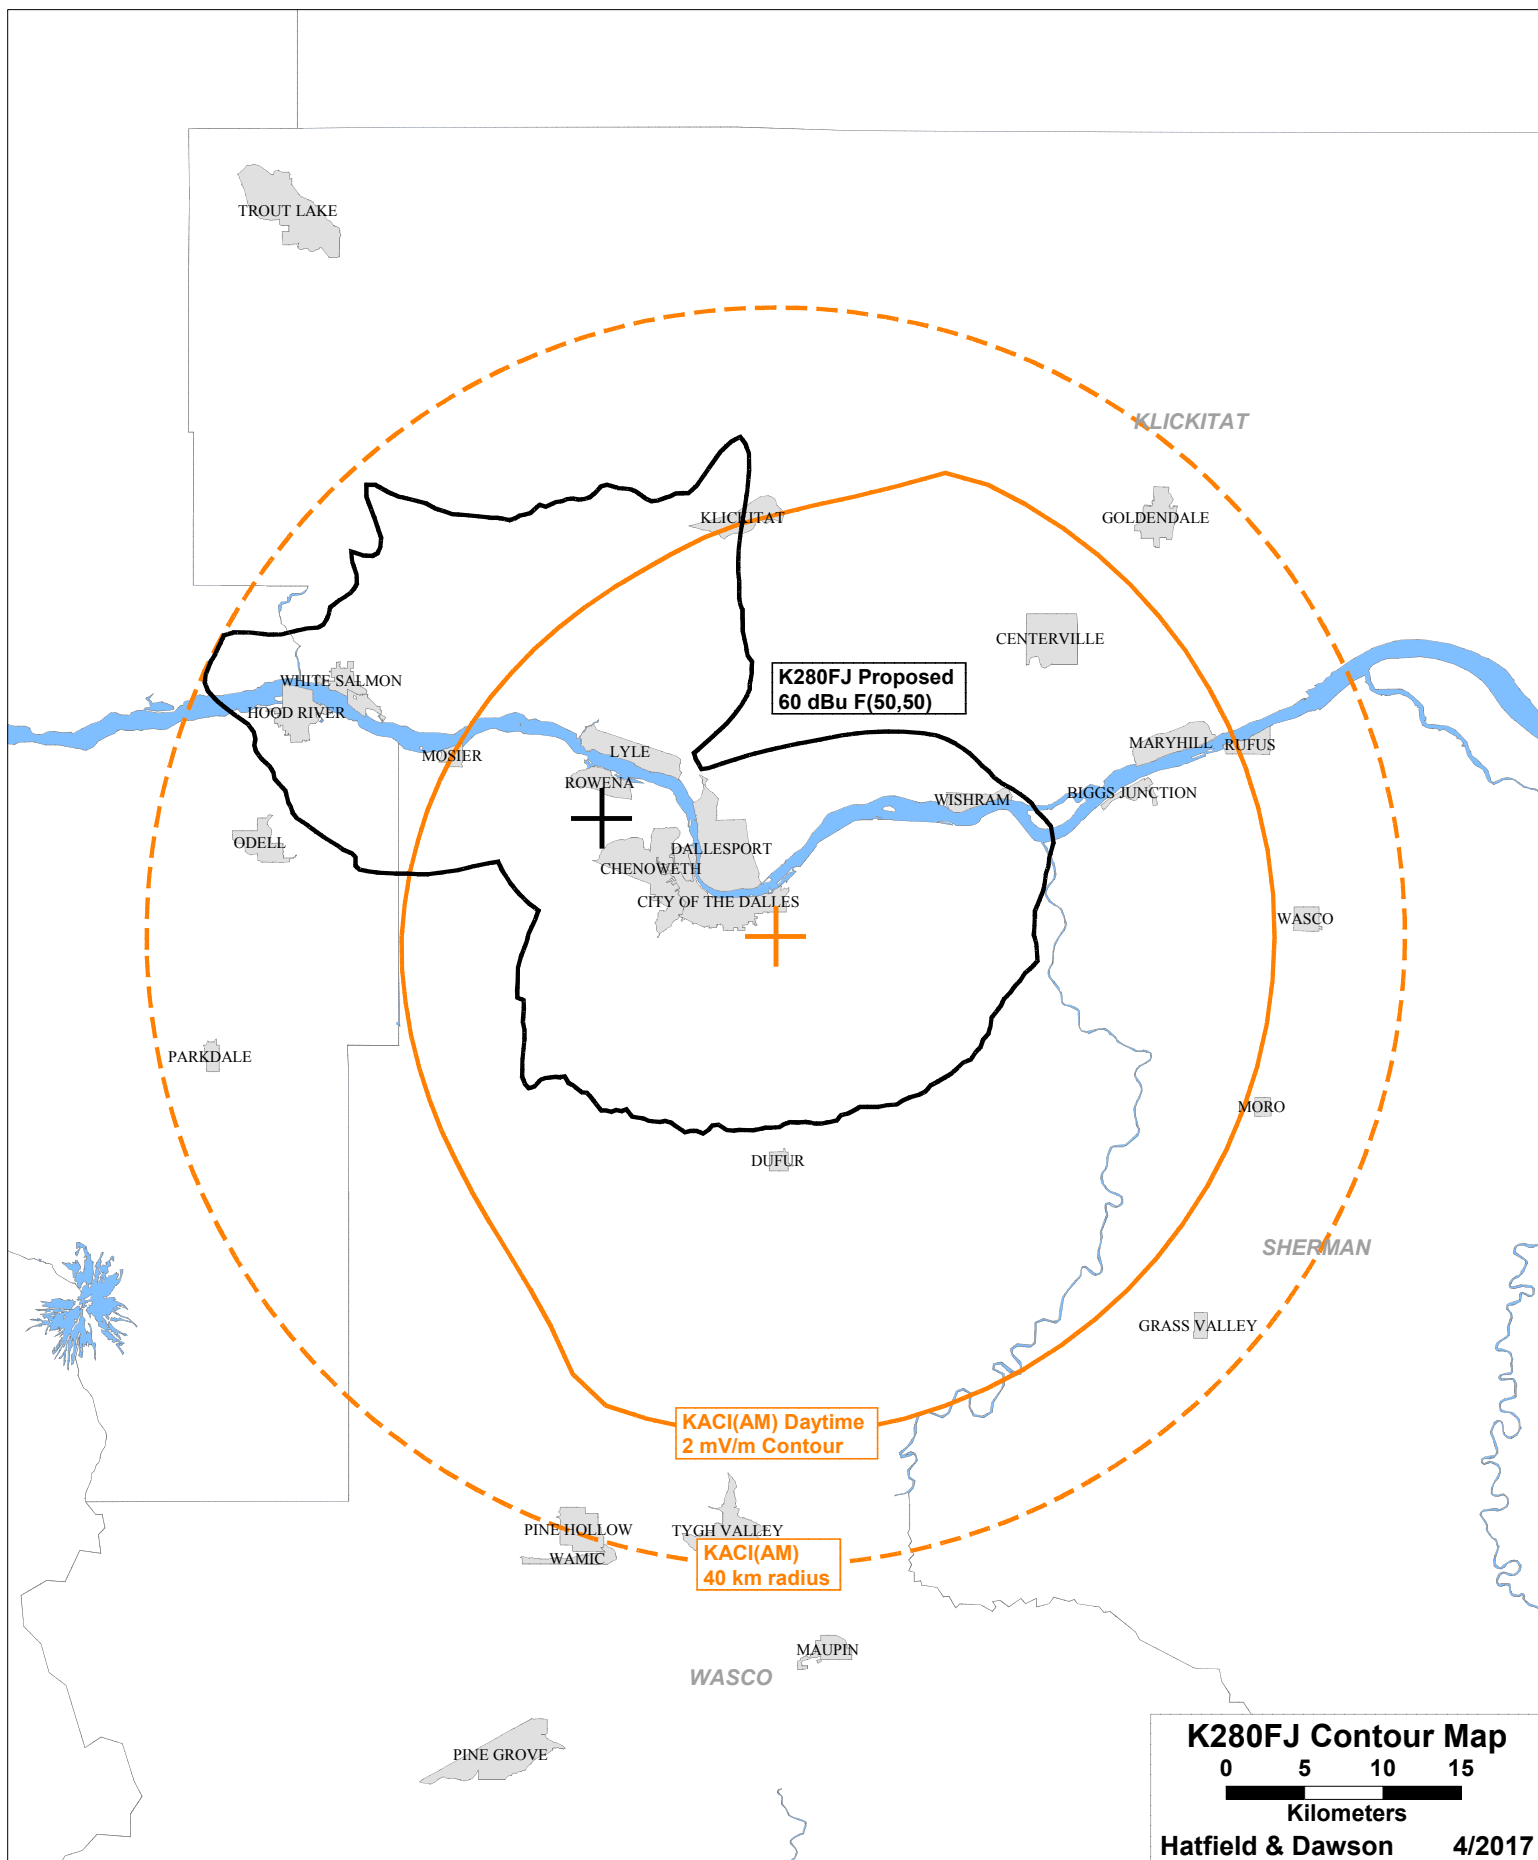 TROUT LAKE
KLICKITAT
KLICKITAT
GOLDENDALE
CENTERVILLE
K280FJ Proposed
60 dBu F(50,50)
WHITE SALMON
HOOD RIVER
MOSIER
LYLE
MARYHILL
RUFUS
ROWENA
WISHRAM
BIGGS JUNCTION
ODELL
DALLESPORT
CHENOWETH
CITY OF THE DALLES
WASCO
PARKDALE
MORO
DUFUR
SHERMAN
GRASS VALLEY
KACI(AM) Daytime
2 mV/m Contour
PINE HOLLOW
TYGH VALLEY
WAMIC
KACI(AM)
40 km radius
MAUPIN
WASCO
PINE GROVE
K280FJ Contour Map
0 5 10 15
Kilometers
Hatfield & Dawson 4/2017